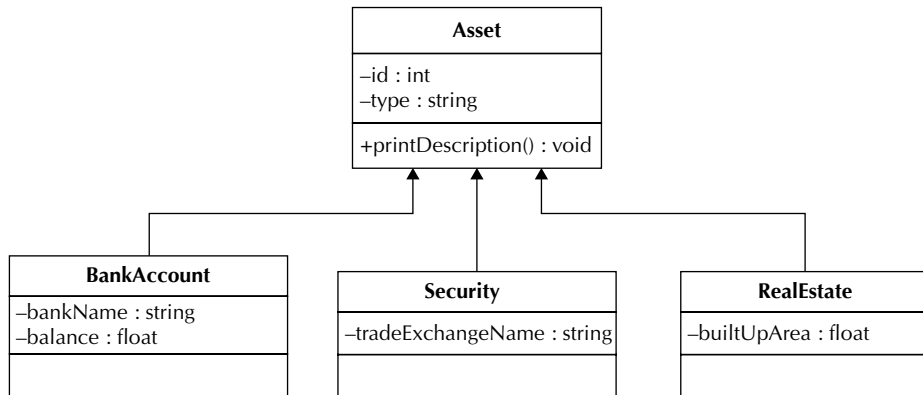 Asset
–id : int
–type : string
+printDescription() : void
BankAccount
–bankName : string
–balance : float
Security
–tradeExchangeName : string
RealEstate
–builtUpArea : float